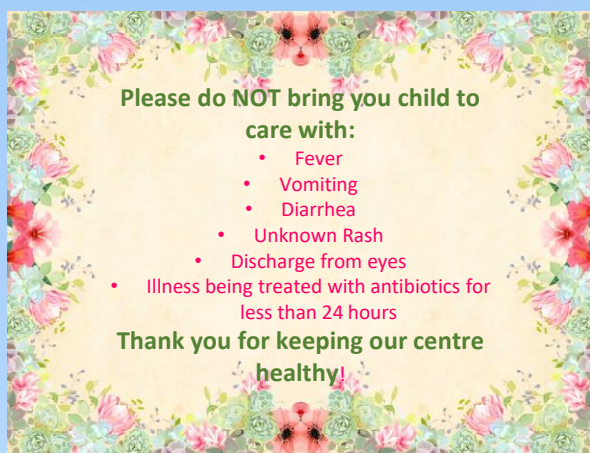 Please do NOT bring you child to
care with:
• Fever
• Vomiting
• Diarrhea
• Unknown Rash
• Discharge from eyes
• Illness being treated with antibiotics for
less than 24 hours
Thank you for keeping our centre
healthy!